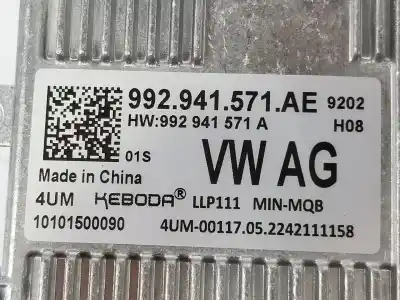 992.941.571.AE 9202
HW:992 941 571 A H08
01S VW AG
Made in China
4UM KEBODA® LLP111 MIN-MQB
10101500090 4UM-00117.05.2242111158